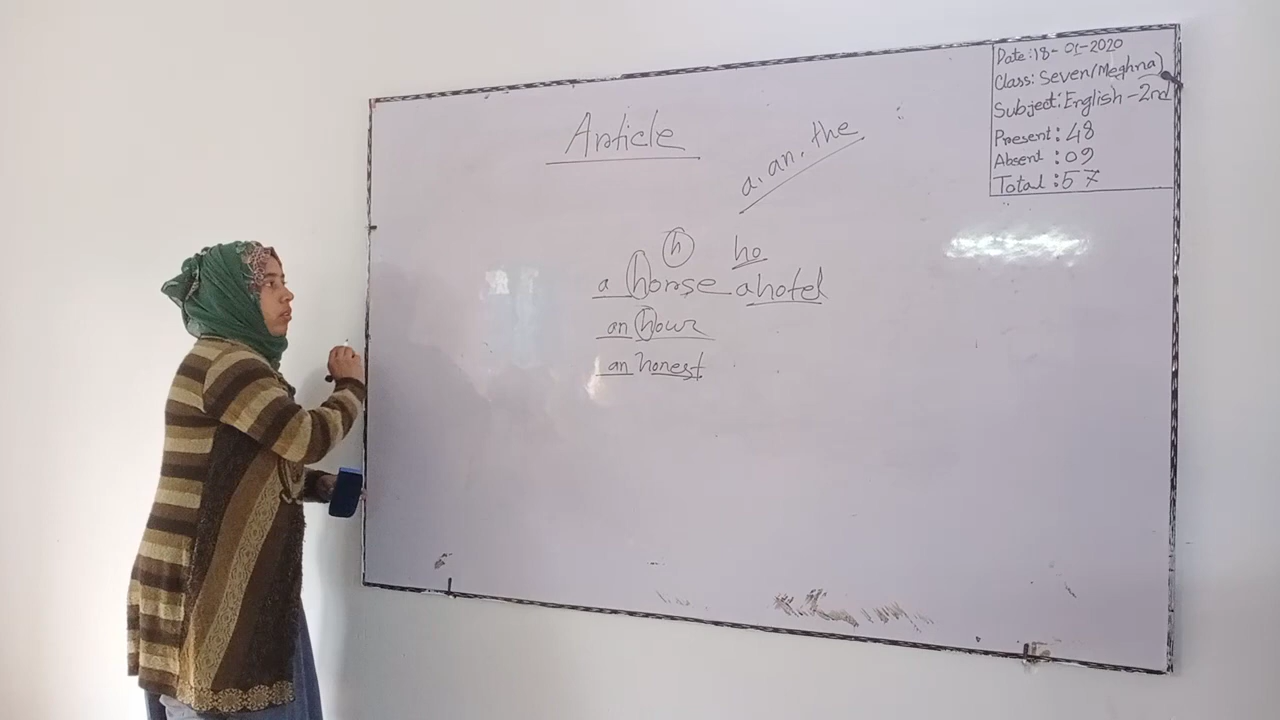 Article
a, an, the
h
ho
a horse a hotel
an hour
an honest
Date: 18-01-2020
Class: Seven/(Meghna)
Subject: English-2nd
Present: 48
Absent: 09
Total: 57